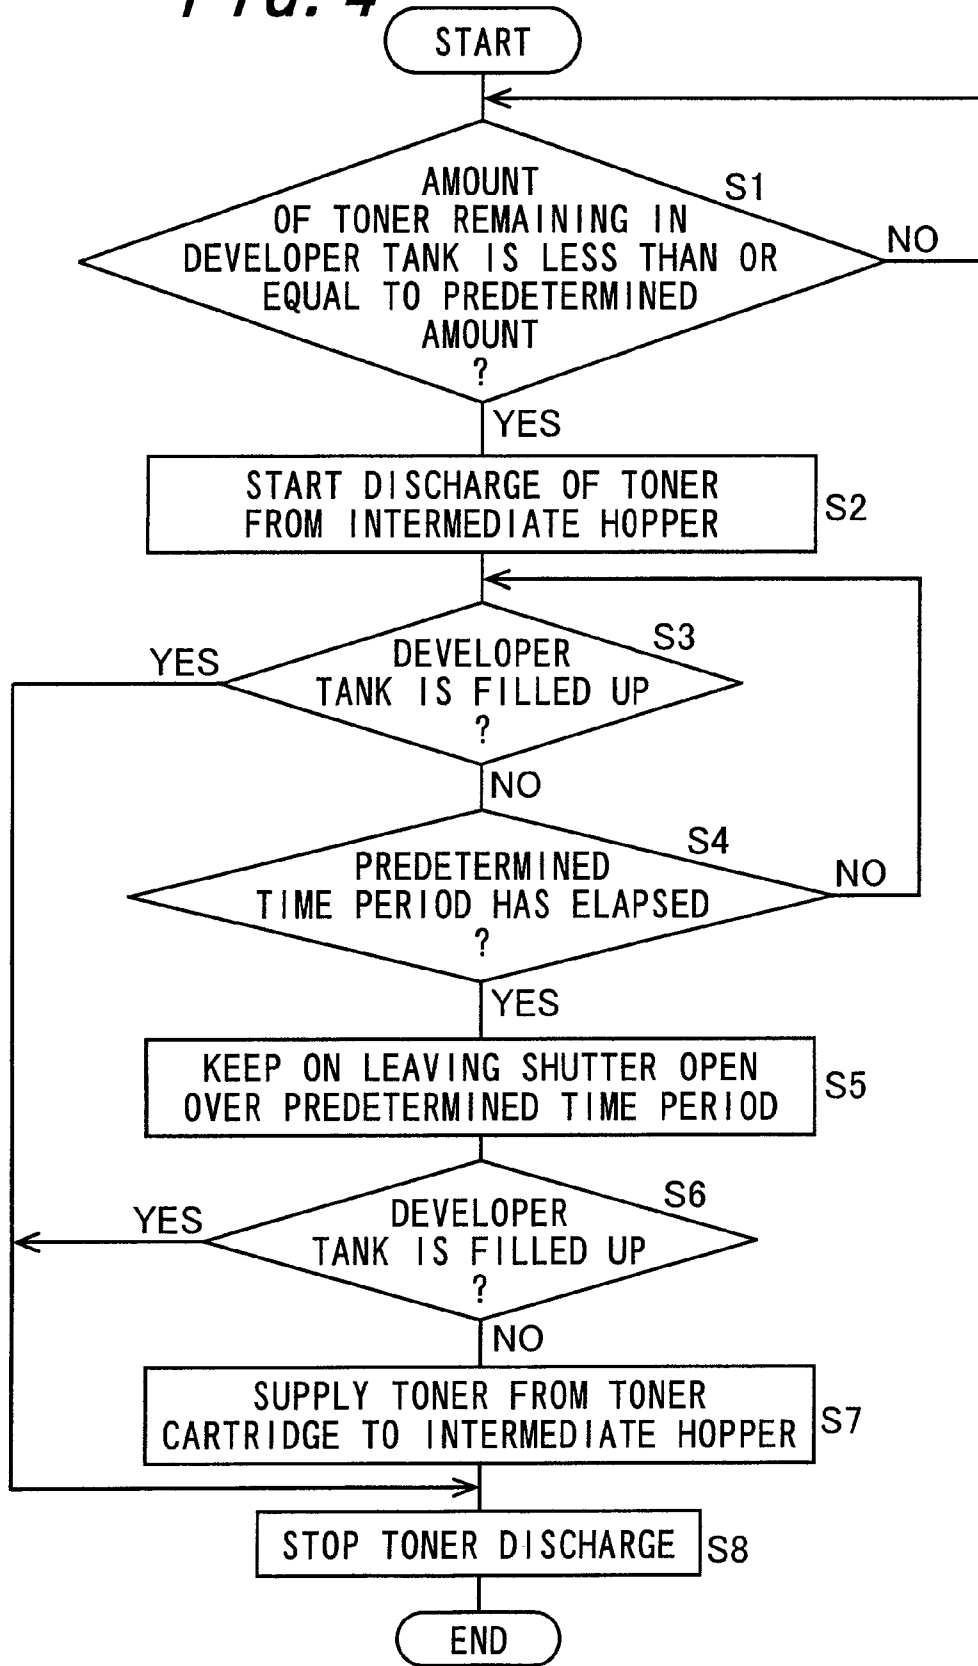 FIG. 4
START
AMOUNT
OF TONER REMAINING IN
DEVELOPER TANK IS LESS THAN OR
EQUAL TO PREDETERMINED
AMOUNT
?
S1
NO
YES
START DISCHARGE OF TONER
FROM INTERMEDIATE HOPPER
S2
DEVELOPER
TANK IS FILLED UP
?
S3
YES
NO
PREDETERMINED
TIME PERIOD HAS ELAPSED
?
S4
NO
YES
KEEP ON LEAVING SHUTTER OPEN
OVER PREDETERMINED TIME PERIOD
S5
DEVELOPER
TANK IS FILLED UP
?
S6
YES
NO
SUPPLY TONER FROM TONER
CARTRIDGE TO INTERMEDIATE HOPPER
S7
STOP TONER DISCHARGE
S8
END